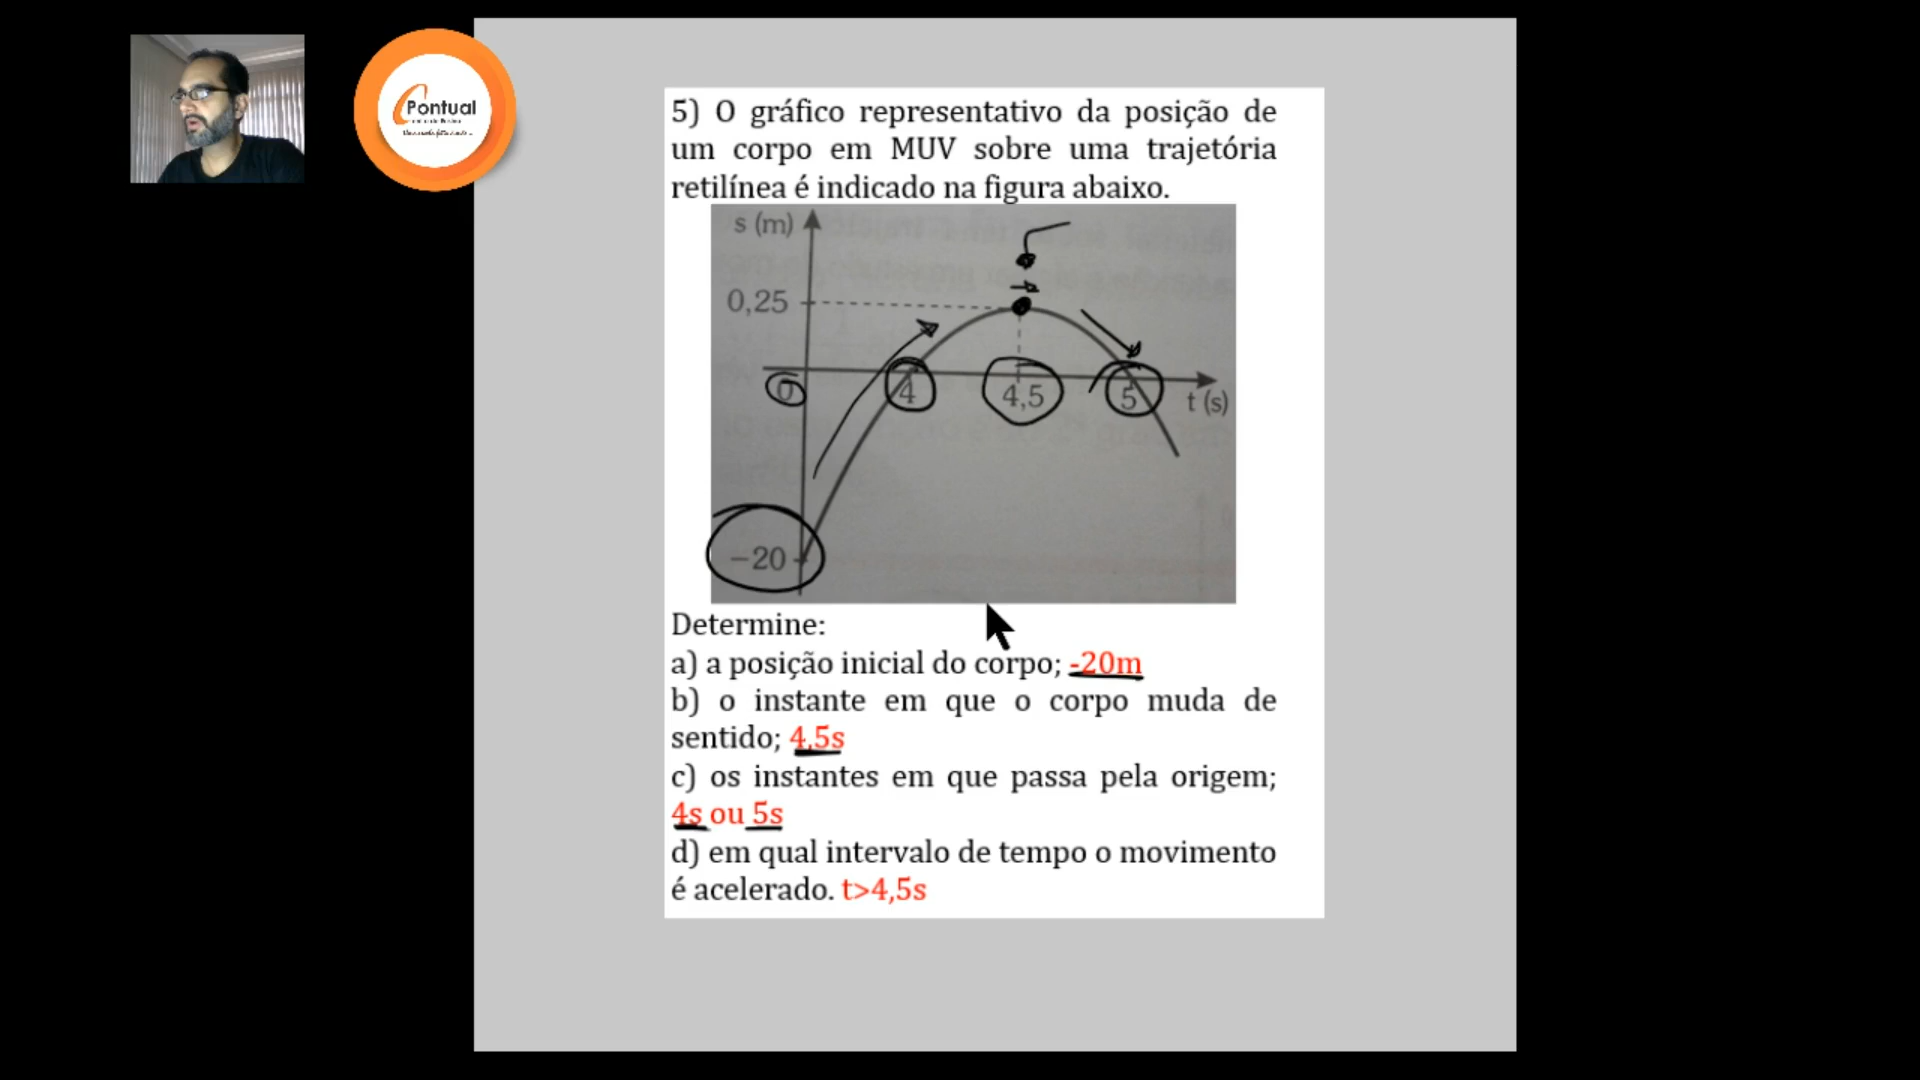 Pontual
5) O gráfico representativo da posição de
um corpo em MUV sobre uma trajetória
retilínea é indicado na figura abaixo.
s (m)
0,25
0
4
4,5
5
t (s)
−20
Determine:
a) a posição inicial do corpo; -20m
b) o instante em que o corpo muda de
sentido; 4,5s
c) os instantes em que passa pela origem;
4s ou 5s
d) em qual intervalo de tempo o movimento
é acelerado. t>4,5s